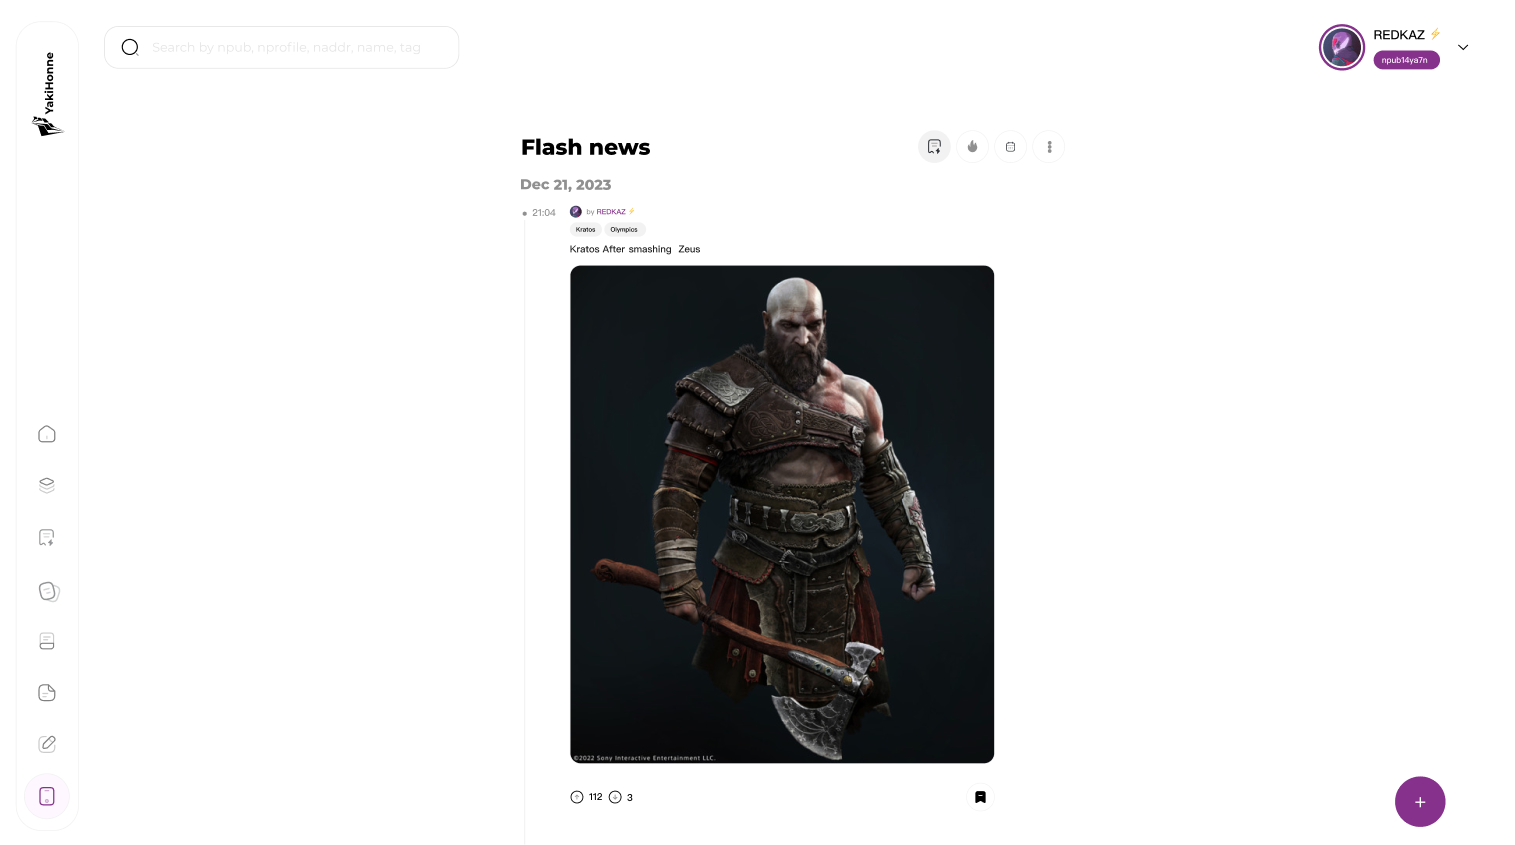 YakiHonne
Search by npub, nprofile, naddr, name, tag
REDKAZ ⚡
npub14ya7n
Flash news
Dec 21, 2023
21:04
by REDKAZ ⚡
Kratos Olympics
Kratos After smashing Zeus
©2022 Sony Interactive Entertainment LLC.
112 3